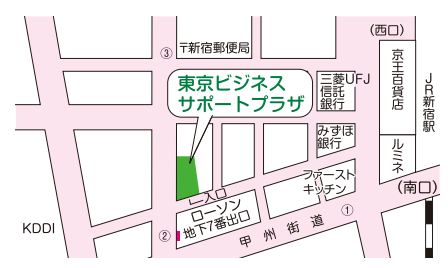 (西口)
〒新宿郵便局
③
東京ビジネス
サポートプラザ
三菱UFJ
信託
銀行
京王百貨店
JR新宿駅
みずほ
銀行
ルミネ
ファースト
キッチン
(南口)
入口
ローソン
地下7番出口
①
②
甲州街道
KDDI